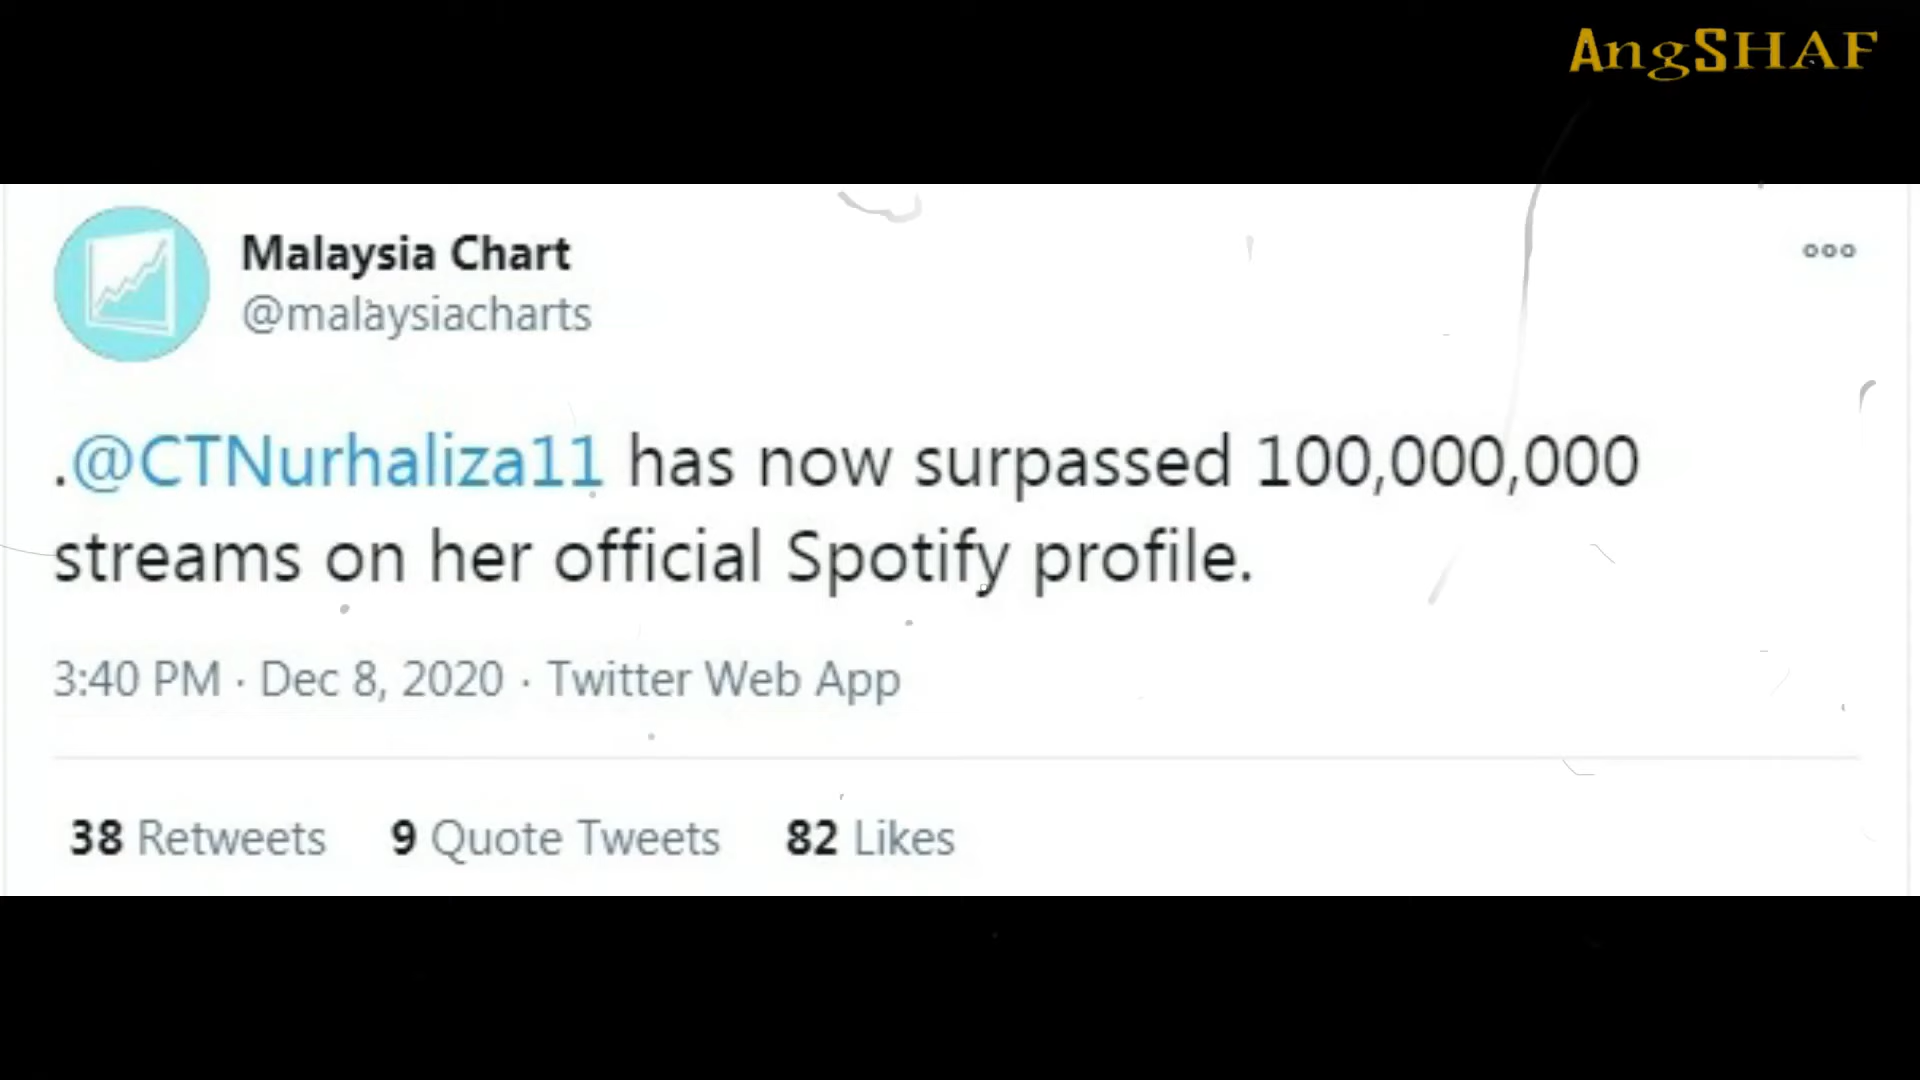 AngSHAF
Malaysia Chart
@malaysiacharts
.@CTNurhaliza11 has now surpassed 100,000,000
streams on her official Spotify profile.
3:40 PM · Dec 8, 2020 · Twitter Web App
38 Retweets 9 Quote Tweets 82 Likes